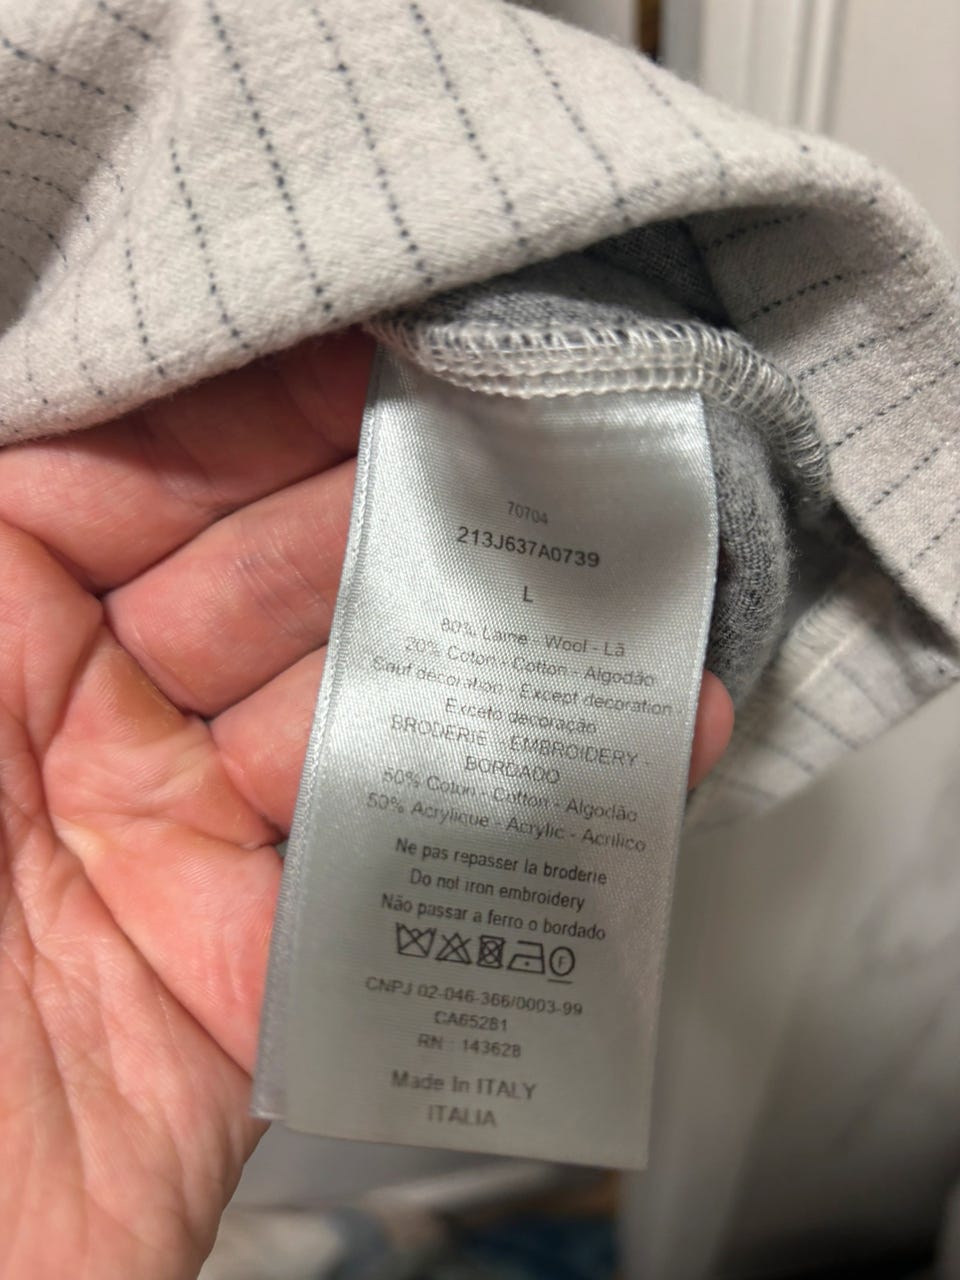 70704
213J637A0739
L
80% Laine - Wool - Lã
20% Coton - Cotton - Algodão
Sauf decoration - Except decoration
Exceto decoração
BRODERIE - EMBROIDERY -
BORDADO
50% Coton - Cotton - Algodão
50% Acrylique - Acrylic - Acrílico
Ne pas repasser la broderie
Do not iron embroidery
Não passar a ferro o bordado
F
CNPJ 02-046-366/0003-99
CA65281
RN : 143628
Made In ITALY
ITALIA